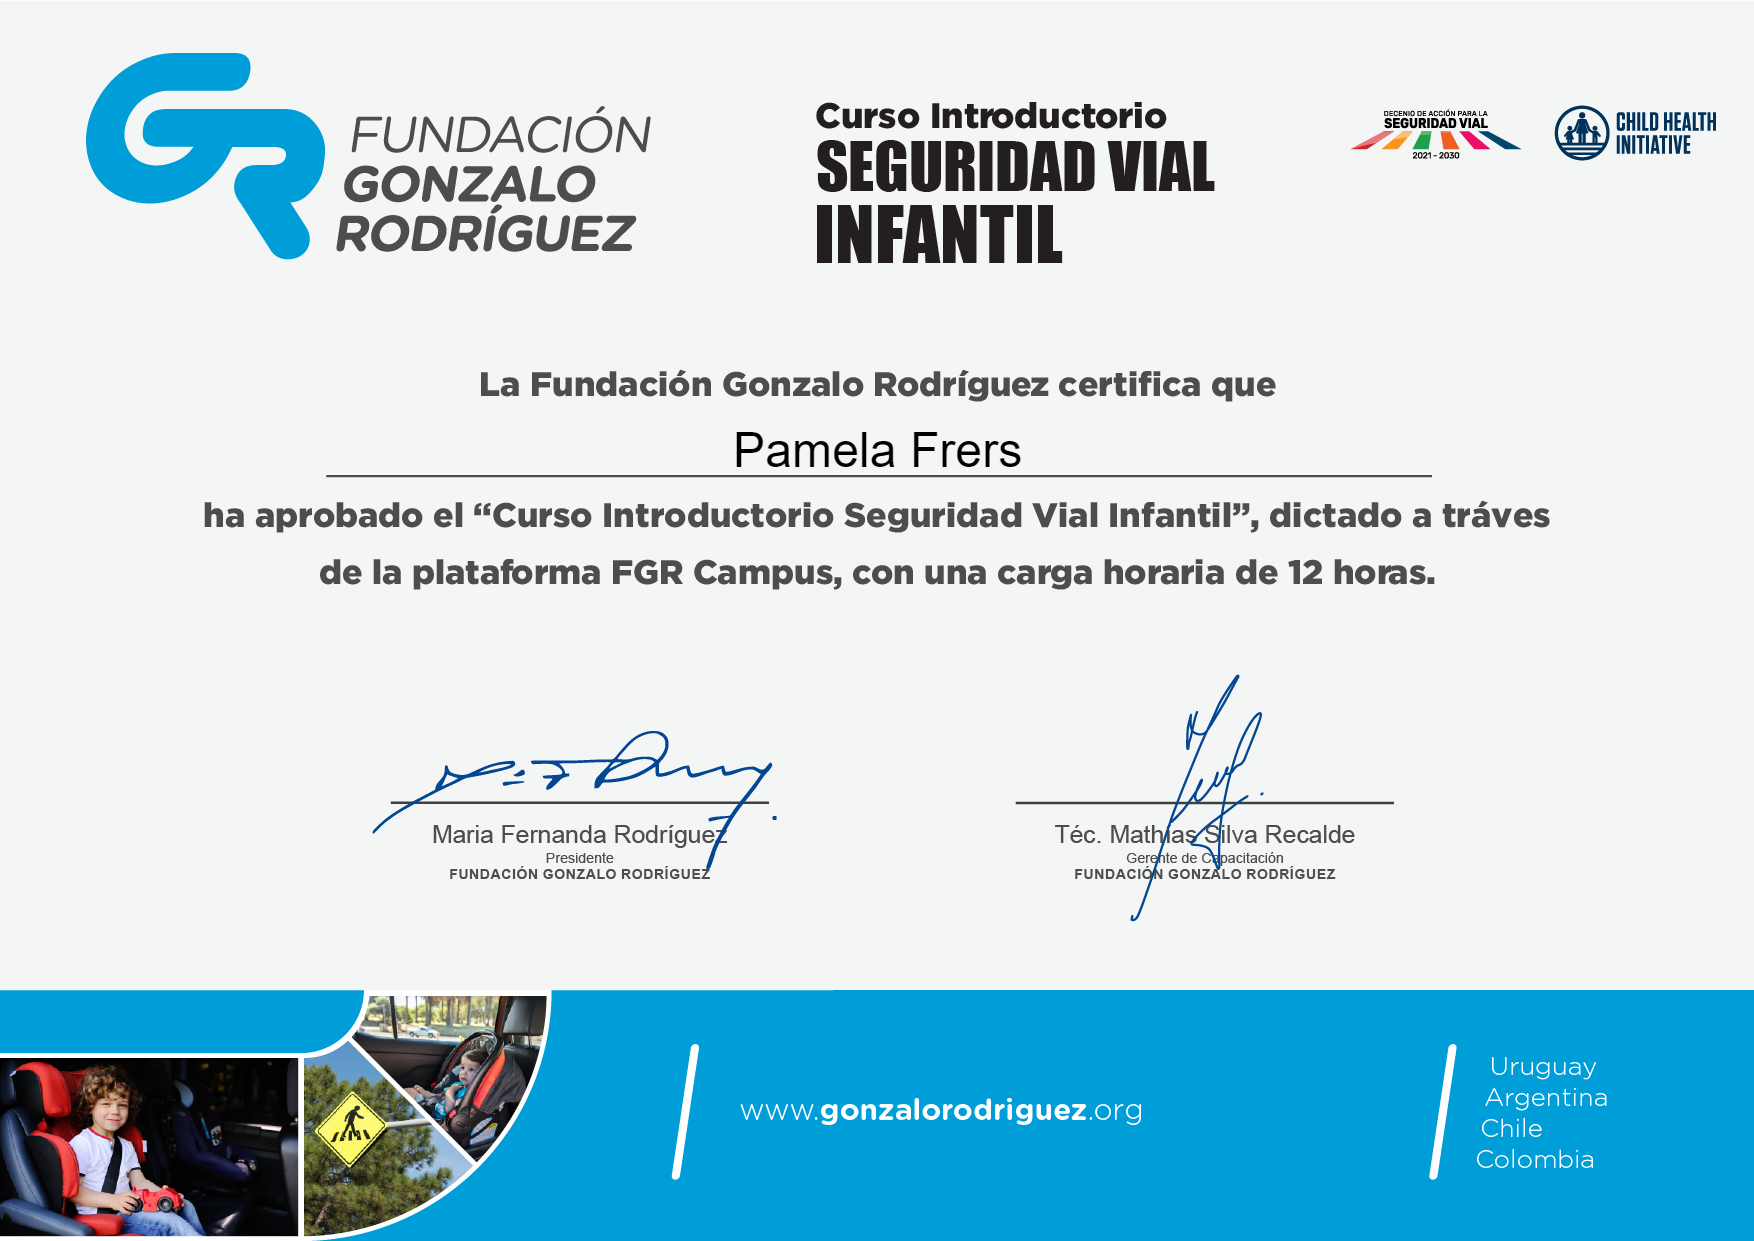 FUNDACIÓN
GONZALO
RODRÍGUEZ
Curso Introductorio
SEGURIDAD VIAL
INFANTIL
DECENIO DE ACCIÓN PARA LA
SEGURIDAD VIAL
2021 - 2030
CHILD HEALTH
INITIATIVE
La Fundación Gonzalo Rodríguez certifica que
Pamela Frers
ha aprobado el “Curso Introductorio Seguridad Vial Infantil”, dictado a tráves
de la plataforma FGR Campus, con una carga horaria de 12 horas.
Maria Fernanda Rodríguez
Presidente
FUNDACIÓN GONZALO RODRÍGUEZ
Téc. Mathías Silva Recalde
Gerente de Capacitación
FUNDACIÓN GONZALO RODRÍGUEZ
www.gonzalorodriguez.org
Uruguay
Argentina
Chile
Colombia